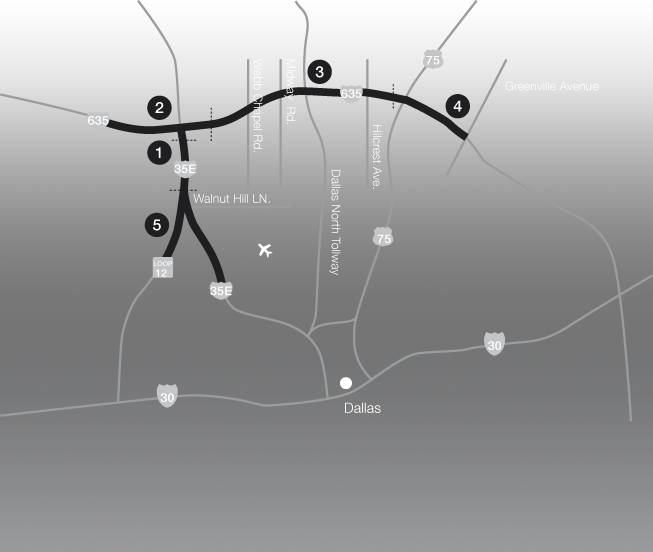 75
3
Webb Chapel Rd.
Midway Rd.
635
Greenville Avenue
4
2
635
1
Hilcrest Ave.
35E
Dallas North Tollway
Walnut Hill LN.
5
75
LOOP
12
35E
30
30
Dallas